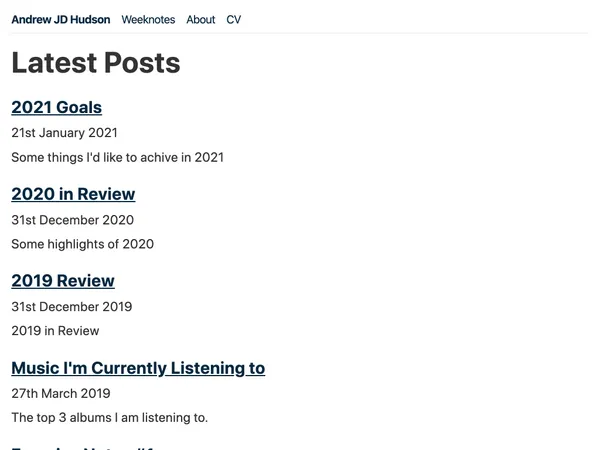 Andrew JD Hudson Weeknotes About CV
Latest Posts
2021 Goals
21st January 2021
Some things I'd like to achive in 2021
2020 in Review
31st December 2020
Some highlights of 2020
2019 Review
31st December 2019
2019 in Review
Music I'm Currently Listening to
27th March 2019
The top 3 albums I am listening to.